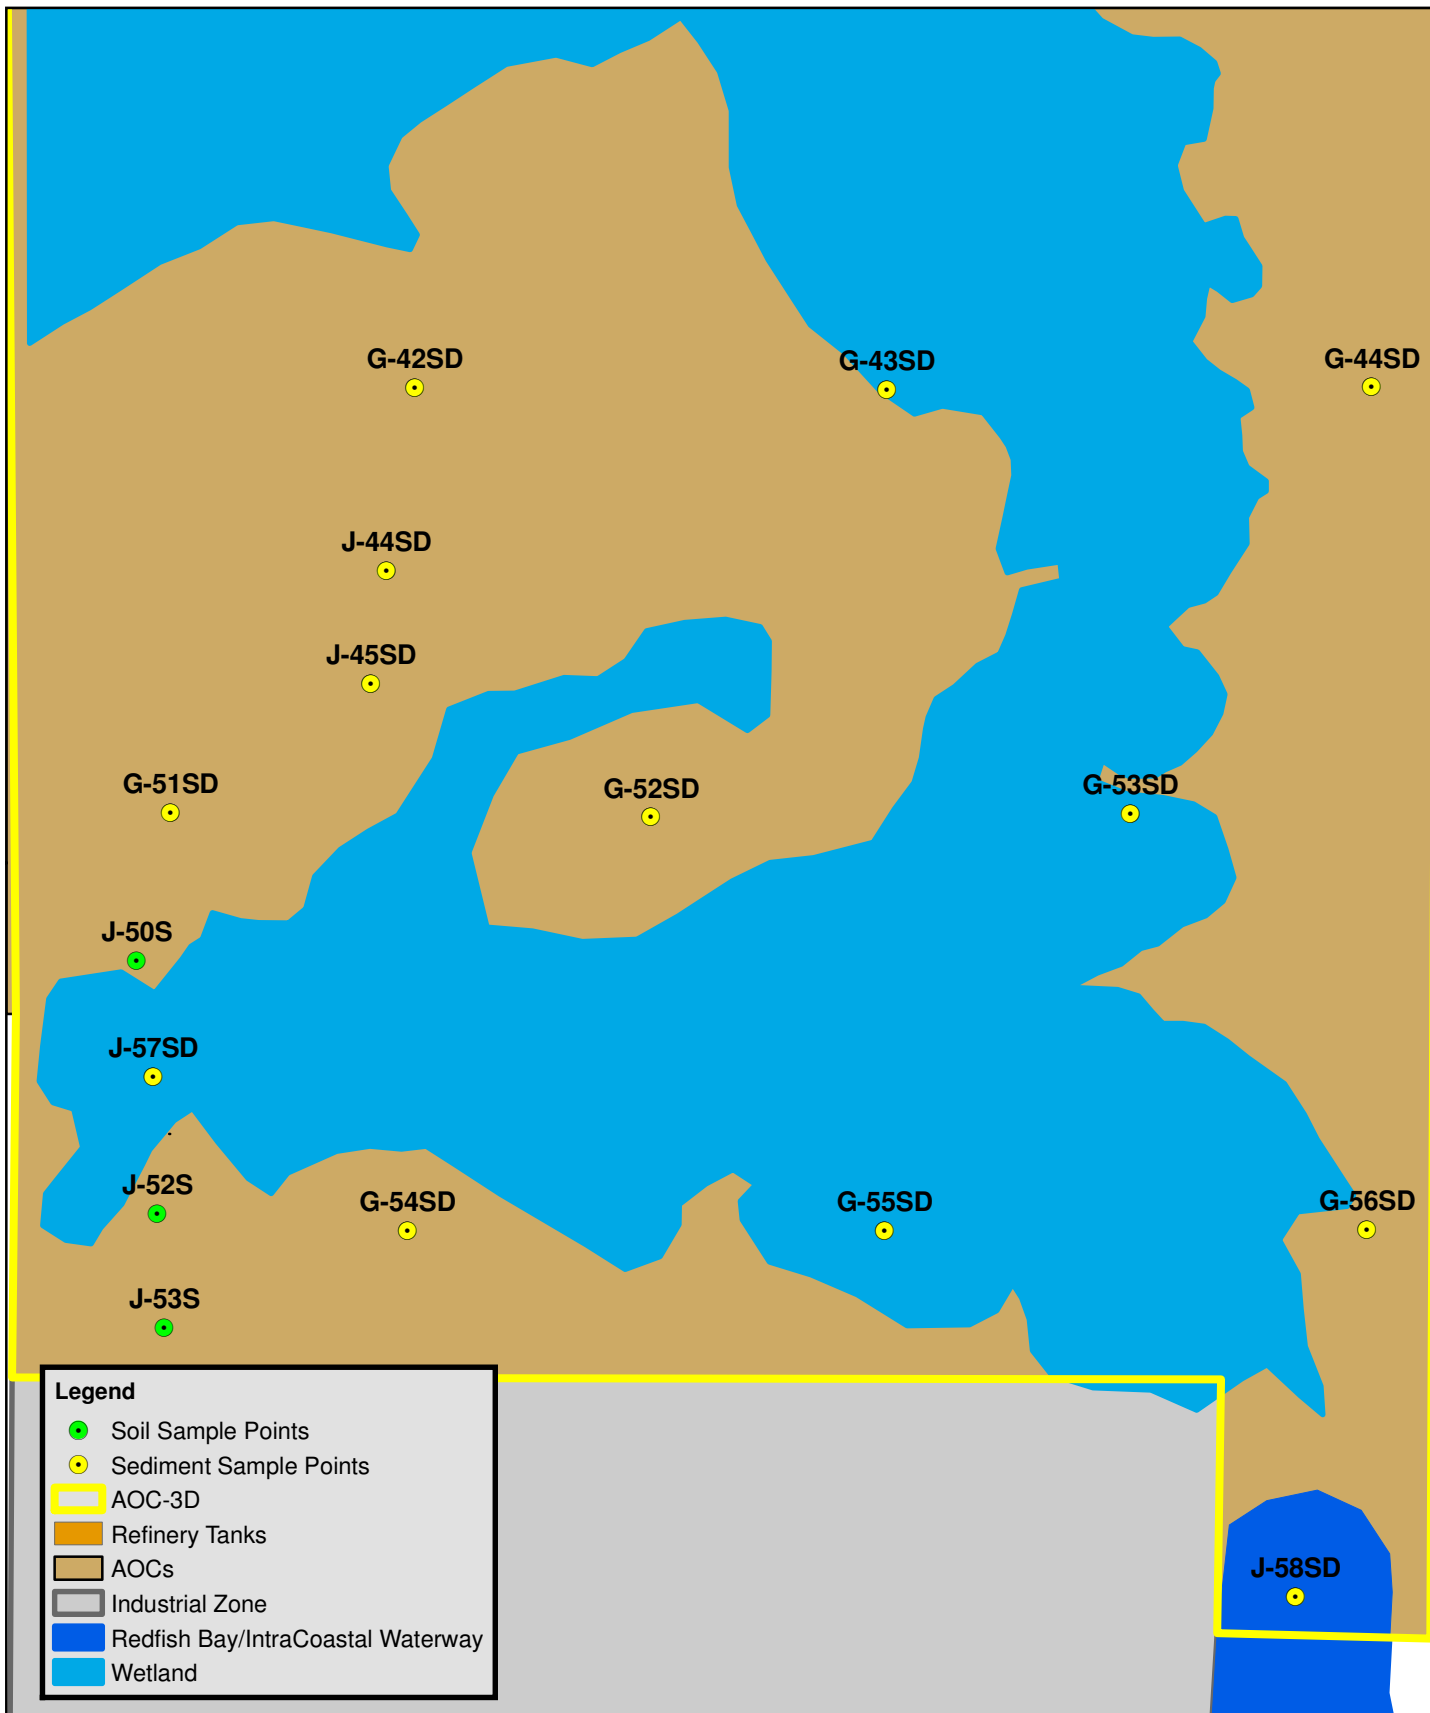 G-42SD
G-43SD
G-44SD
J-44SD
J-45SD
G-51SD
G-52SD
G-53SD
J-50S
J-57SD
J-52S
G-54SD
G-55SD
G-56SD
J-53S
J-58SD
Legend
Soil Sample Points
Sediment Sample Points
AOC-3D
Refinery Tanks
AOCs
Industrial Zone
Redfish Bay/IntraCoastal Waterway
Wetland